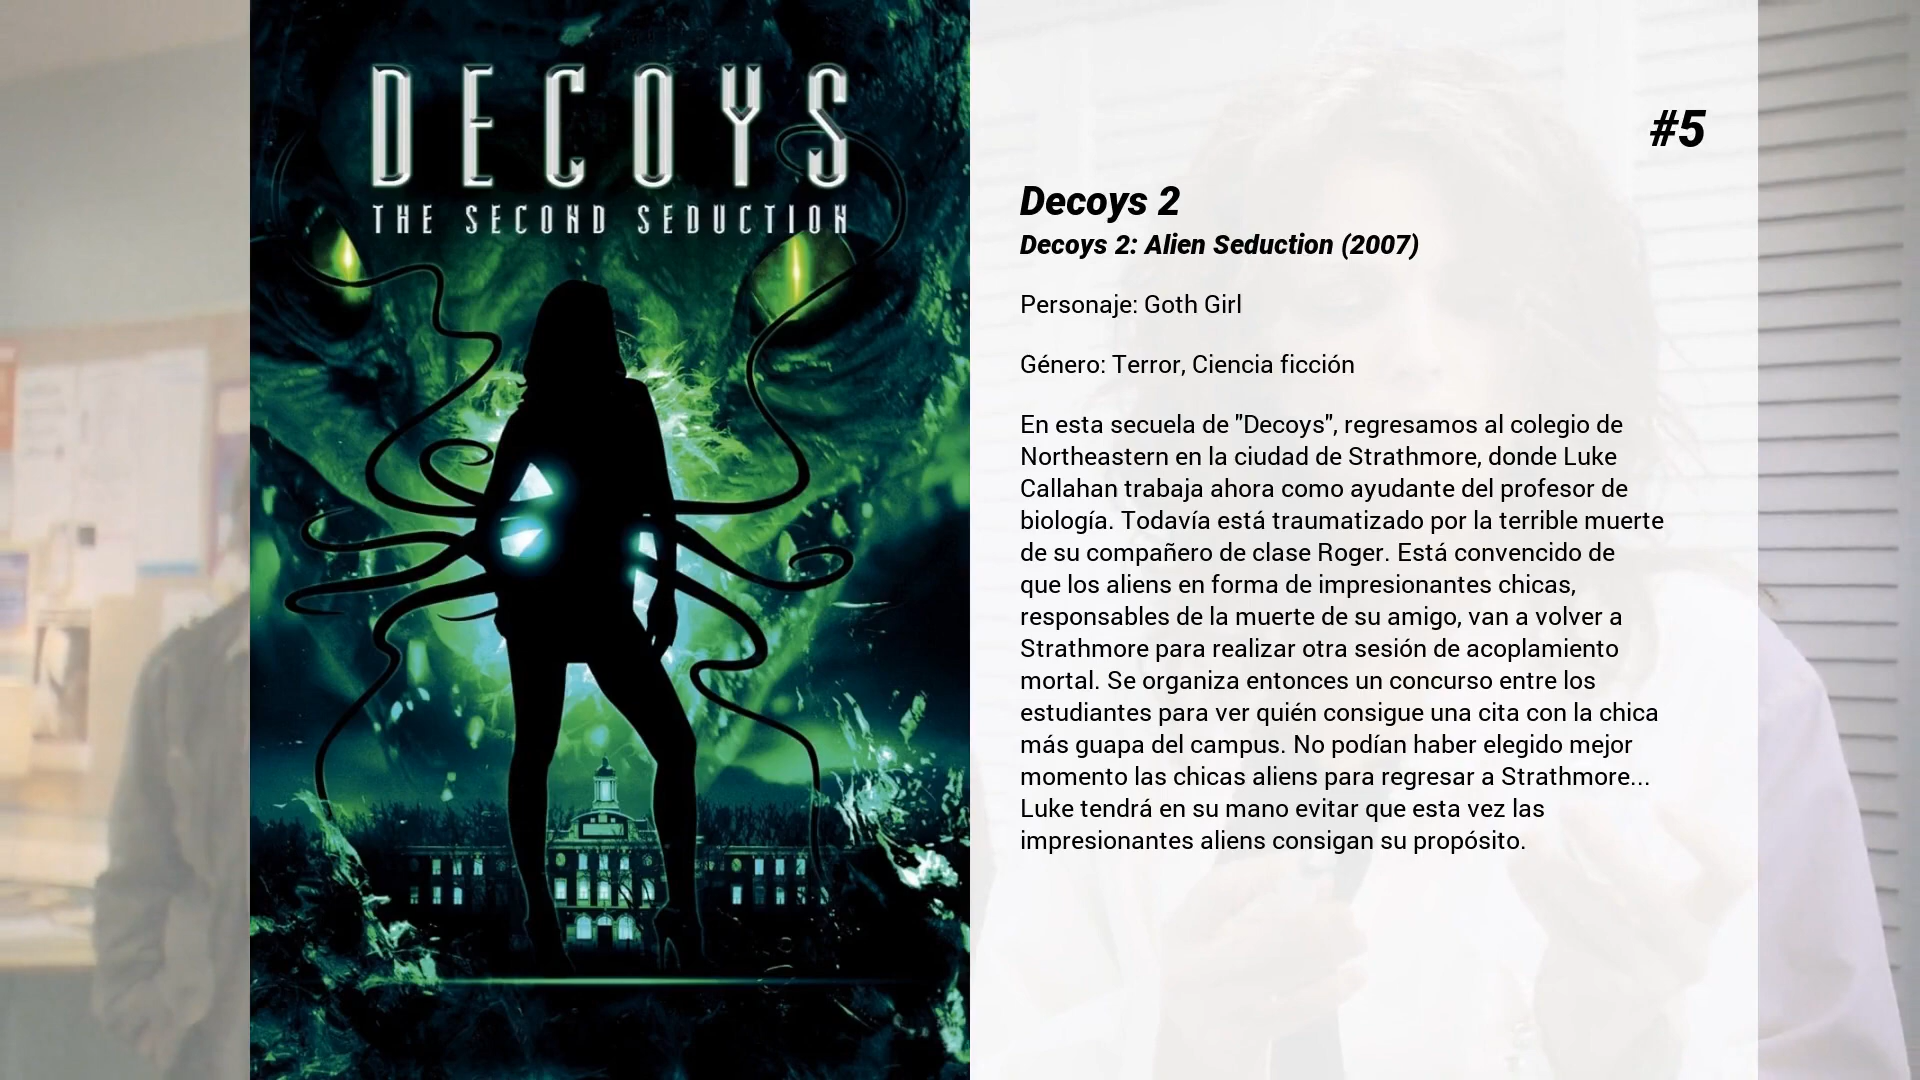 DECOYS
THE SECOND SEDUCTION
#5
Decoys 2
Decoys 2: Alien Seduction (2007)
Personaje: Goth Girl
Género: Terror, Ciencia ficción
En esta secuela de "Decoys", regresamos al colegio de
Northeastern en la ciudad de Strathmore, donde Luke
Callahan trabaja ahora como ayudante del profesor de
biología. Todavía está traumatizado por la terrible muerte
de su compañero de clase Roger. Está convencido de
que los aliens en forma de impresionantes chicas,
responsables de la muerte de su amigo, van a volver a
Strathmore para realizar otra sesión de acoplamiento
mortal. Se organiza entonces un concurso entre los
estudiantes para ver quién consigue una cita con la chica
más guapa del campus. No podían haber elegido mejor
momento las chicas aliens para regresar a Strathmore...
Luke tendrá en su mano evitar que esta vez las
impresionantes aliens consigan su propósito.